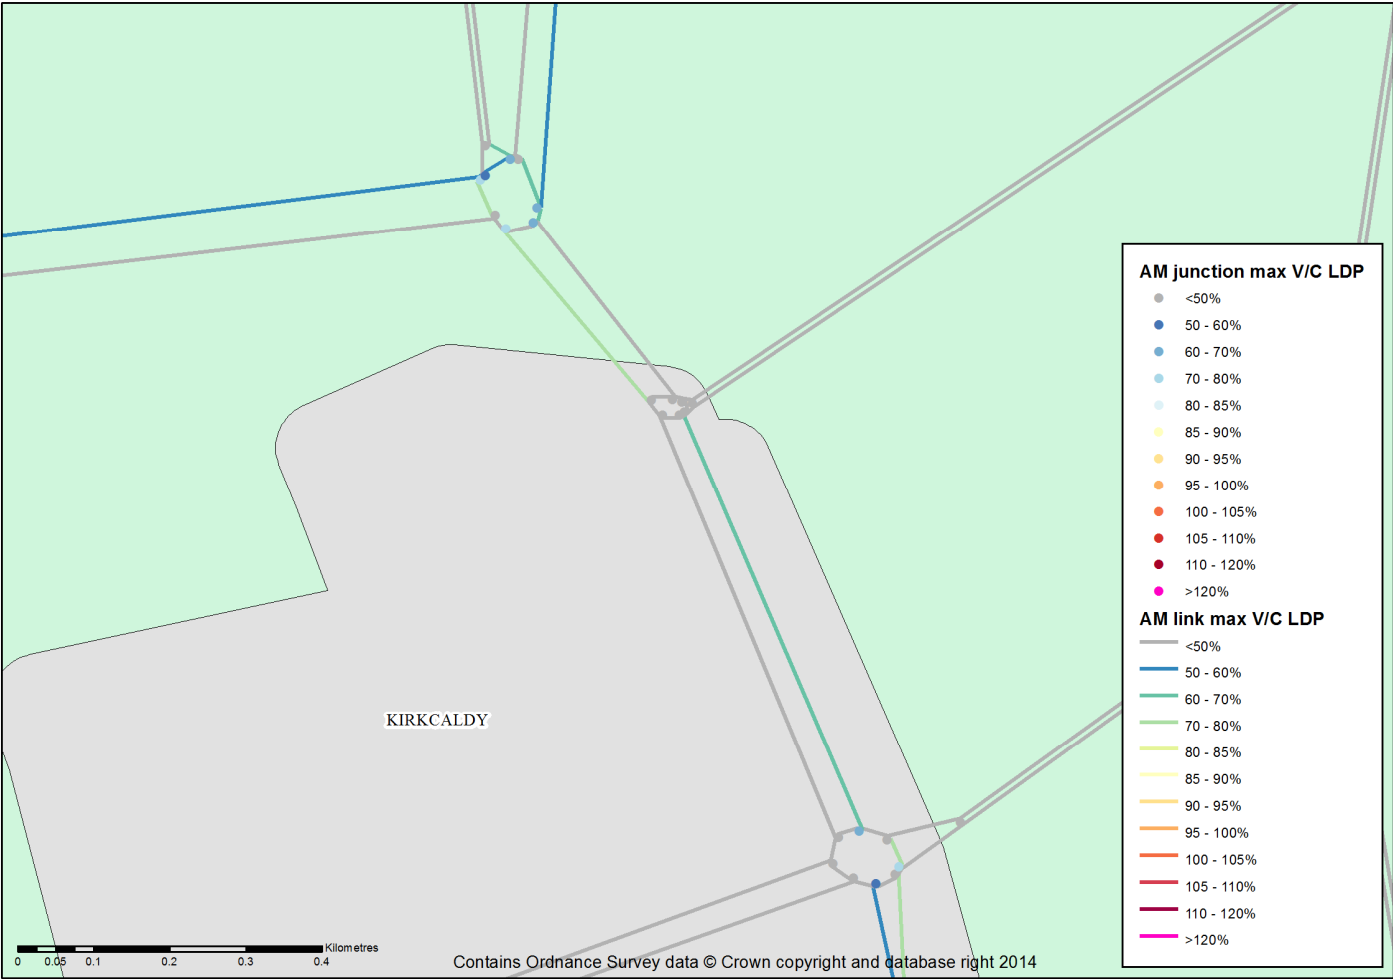 AM junction max V/C LDP
<50%
50 - 60%
60 - 70%
70 - 80%
80 - 85%
85 - 90%
90 - 95%
95 - 100%
100 - 105%
105 - 110%
110 - 120%
>120%
AM link max V/C LDP
<50%
50 - 60%
60 - 70%
70 - 80%
80 - 85%
85 - 90%
90 - 95%
95 - 100%
100 - 105%
105 - 110%
110 - 120%
>120%
KIRKCALDY
Kilometres
0 0.05 0.1 0.2 0.3 0.4
Contains Ordnance Survey data © Crown copyright and database right 2014